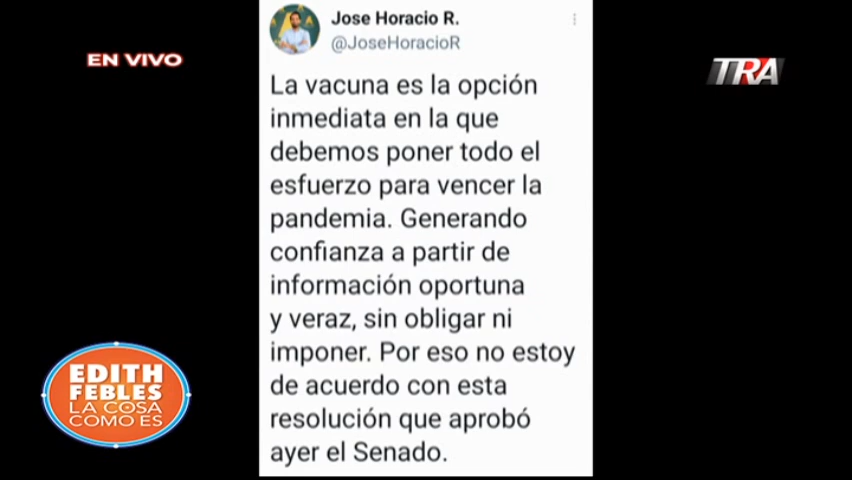 Jose Horacio R.
@JoseHoracioR
EN VIVO
TRA
La vacuna es la opción
inmediata en la que
debemos poner todo el
esfuerzo para vencer la
pandemia. Generando
confianza a partir de
información oportuna
y veraz, sin obligar ni
imponer. Por eso no estoy
de acuerdo con esta
resolución que aprobó
ayer el Senado.
EDITH
FEBLES
LA COSA
COMO ES